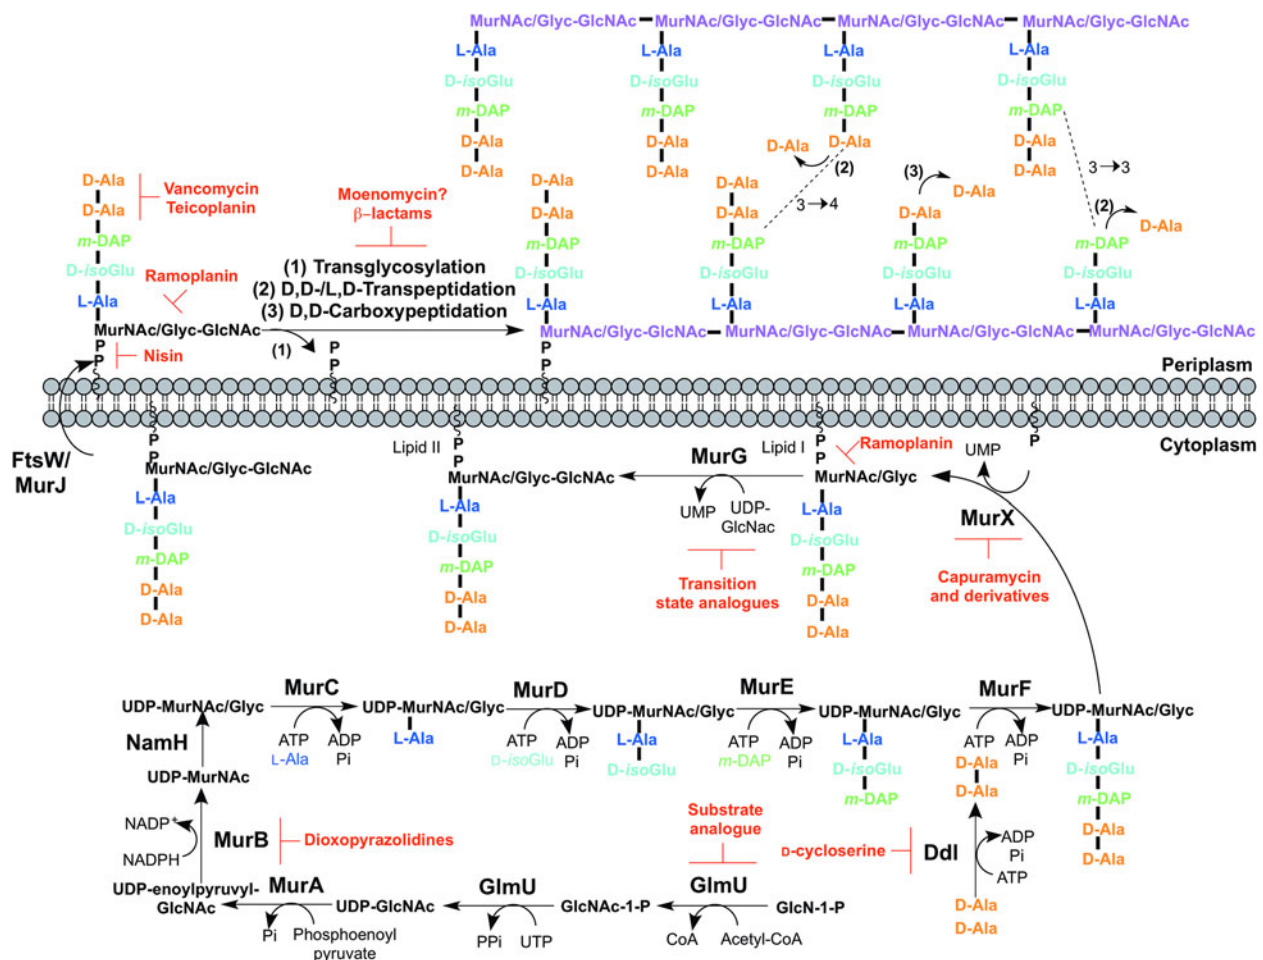 MurNAc/Glyc-GlcNAc MurNAc/Glyc-GlcNAc MurNAc/Glyc-GlcNAc MurNAc/Glyc-GlcNAc
L-Ala L-Ala L-Ala L-Ala
D-isoGlu D-isoGlu D-isoGlu D-isoGlu
m-DAP m-DAP m-DAP m-DAP
D-Ala D-Ala D-Ala D-Ala D-Ala
D-Ala D-Ala (2) D-Ala
3→4
3→3
D-Ala
D-Ala
Vancomycin
Teicoplanin
m-DAP
D-isoGlu
L-Ala
MurNAc/Glyc-GlcNAc
P
P
Ramoplanin
Nisin
Moenomycin?
β-lactams
(1) Transglycosylation
(2) D,D-/L,D-Transpeptidation
(3) D,D-Carboxypeptidation
(1)
P
P
D-Ala D-Ala
D-Ala D-Ala D-Ala
(3) D-Ala
(2) D-Ala
m-DAP m-DAP m-DAP m-DAP
D-isoGlu D-isoGlu D-isoGlu D-isoGlu
L-Ala L-Ala L-Ala L-Ala
MurNAc/Glyc-GlcNAc MurNAc/Glyc-GlcNAc MurNAc/Glyc-GlcNAc MurNAc/Glyc-GlcNAc
P
P
Periplasm
Cytoplasm
FtsW/
MurJ
P
P
MurNAc/Glyc-GlcNAc
L-Ala
D-isoGlu
m-DAP
D-Ala
D-Ala
Lipid II
P
P
MurNAc/Glyc-GlcNAc
L-Ala
D-isoGlu
m-DAP
D-Ala
D-Ala
MurG
UMP
UDP-
GlcNac
Transition
state analogues
Lipid I
P
P
Ramoplanin
MurNAc/Glyc
L-Ala
D-isoGlu
m-DAP
D-Ala
D-Ala
P
UMP
MurX
Capuramycin
and derivatives
UDP-MurNAc/Glyc
MurC
ATP ADP
L-Ala Pi
UDP-MurNAc/Glyc
L-Ala
MurD
ATP ADP
D-isoGlu Pi
UDP-MurNAc/Glyc
L-Ala
D-isoGlu
MurE
ATP ADP
m-DAP Pi
UDP-MurNAc/Glyc
L-Ala
D-isoGlu
m-DAP
MurF
ATP ADP
Pi
D-Ala
D-Ala
UDP-MurNAc/Glyc
L-Ala
D-isoGlu
m-DAP
D-Ala
D-Ala
NamH
UDP-MurNAc
NADP+
NADPH
MurB
Dioxopyrazolidines
UDP-enoylpyruvyl-
GlcNAc
MurA
Pi
Phosphoenoyl
pyruvate
UDP-GlcNAc
GlmU
PPi UTP
GlcNAc-1-P
Substrate
analogue
GlmU
CoA Acetyl-CoA
GlcN-1-P
D-cycloserine
Ddl
ADP
Pi
ATP
D-Ala
D-Ala